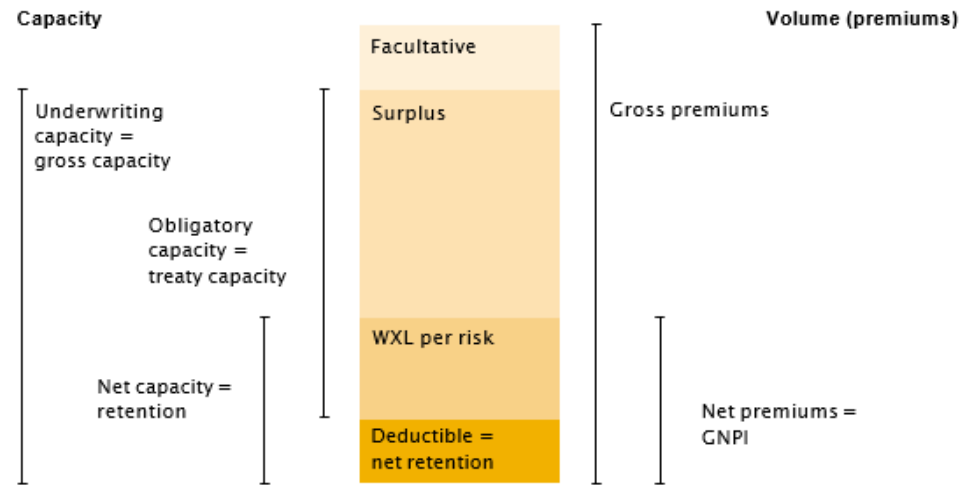 Capacity
Volume (premiums)
Facultative
Underwriting
capacity =
gross capacity
Surplus
Gross premiums
Obligatory
capacity =
treaty capacity
WXL per risk
Net capacity =
retention
Deductible =
net retention
Net premiums =
GNPI